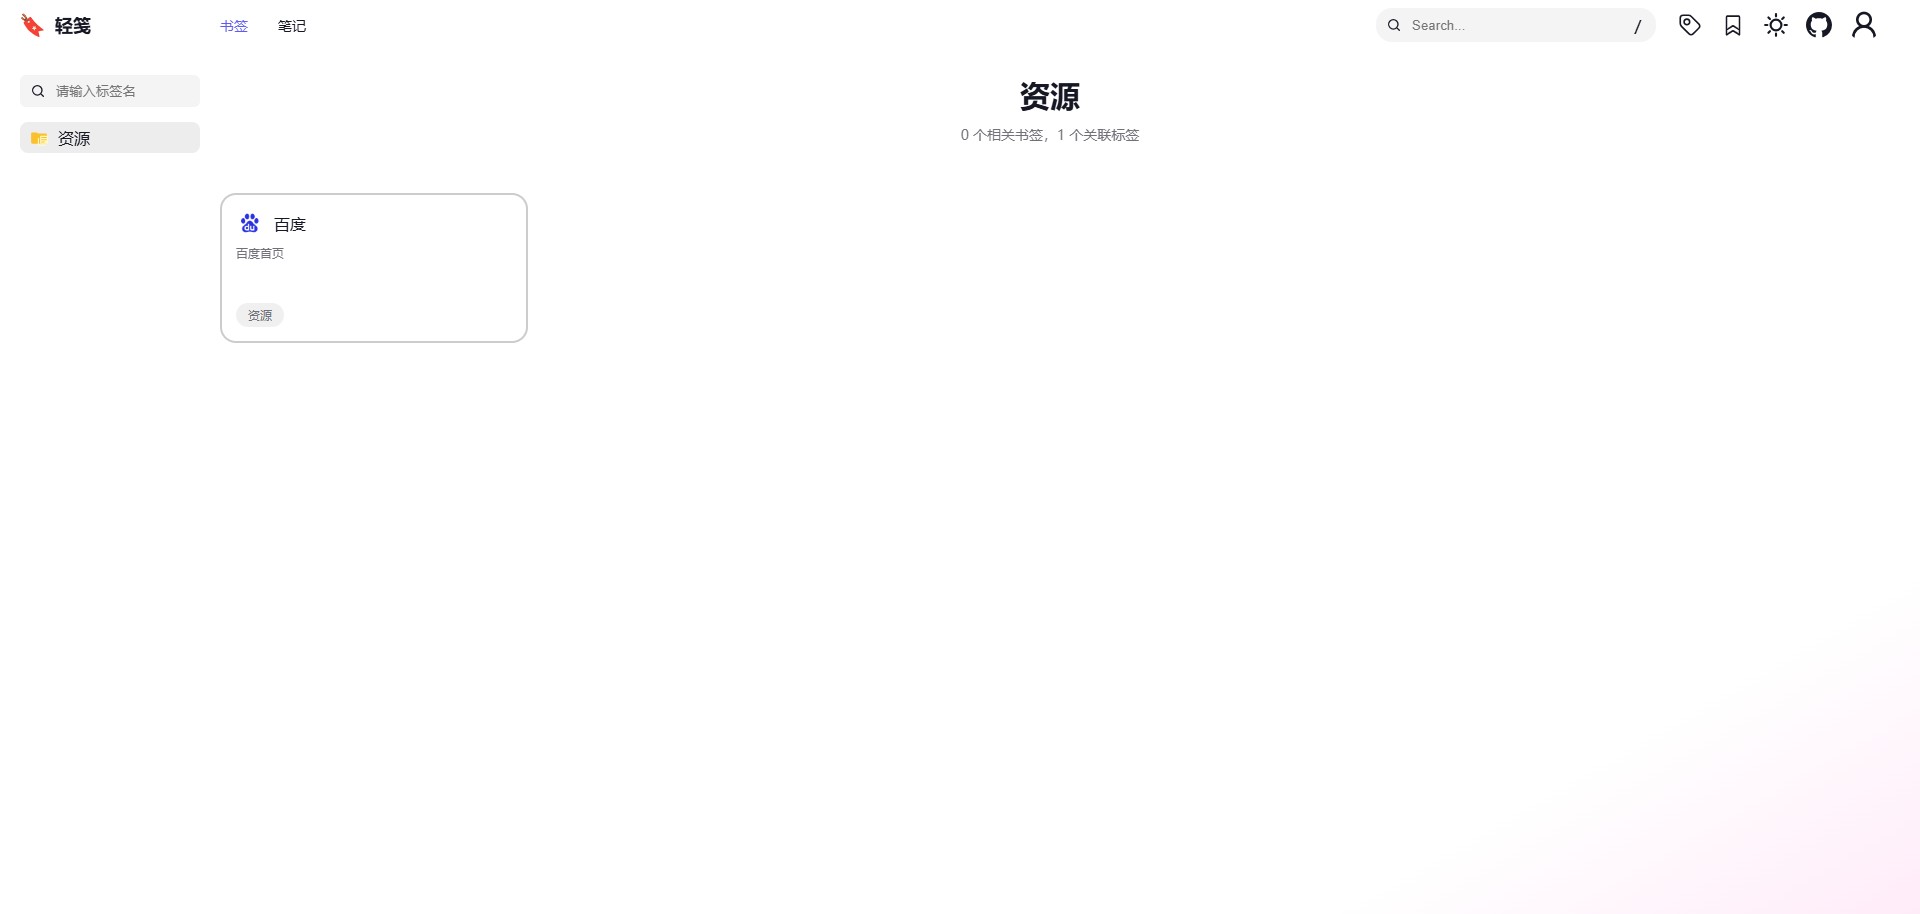 轻笺
书签 笔记
Search...
/
请输入标签名
资源
资源
0 个相关书签，1 个关联标签
du 百度
百度首页
资源